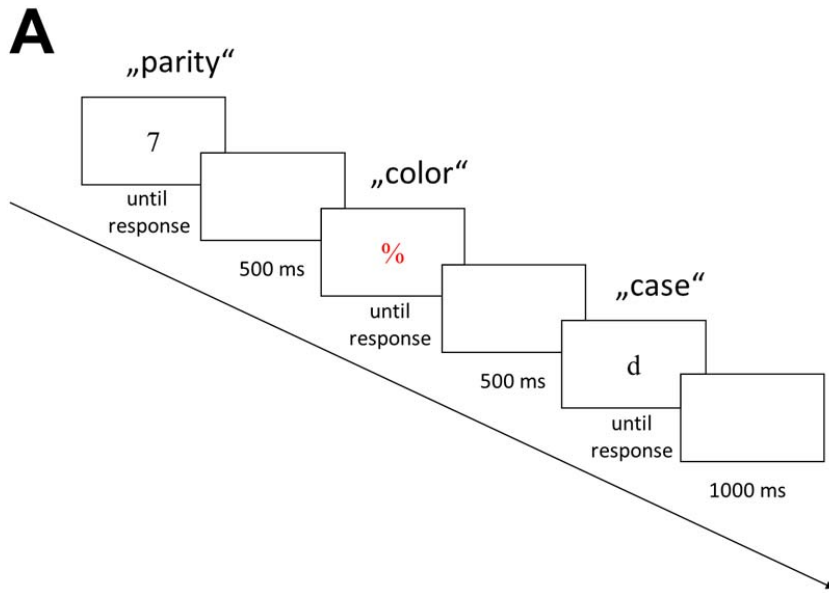 A
„parity“
7
until
response
500 ms
„color“
%
until
response
500 ms
„case“
d
until
response
1000 ms